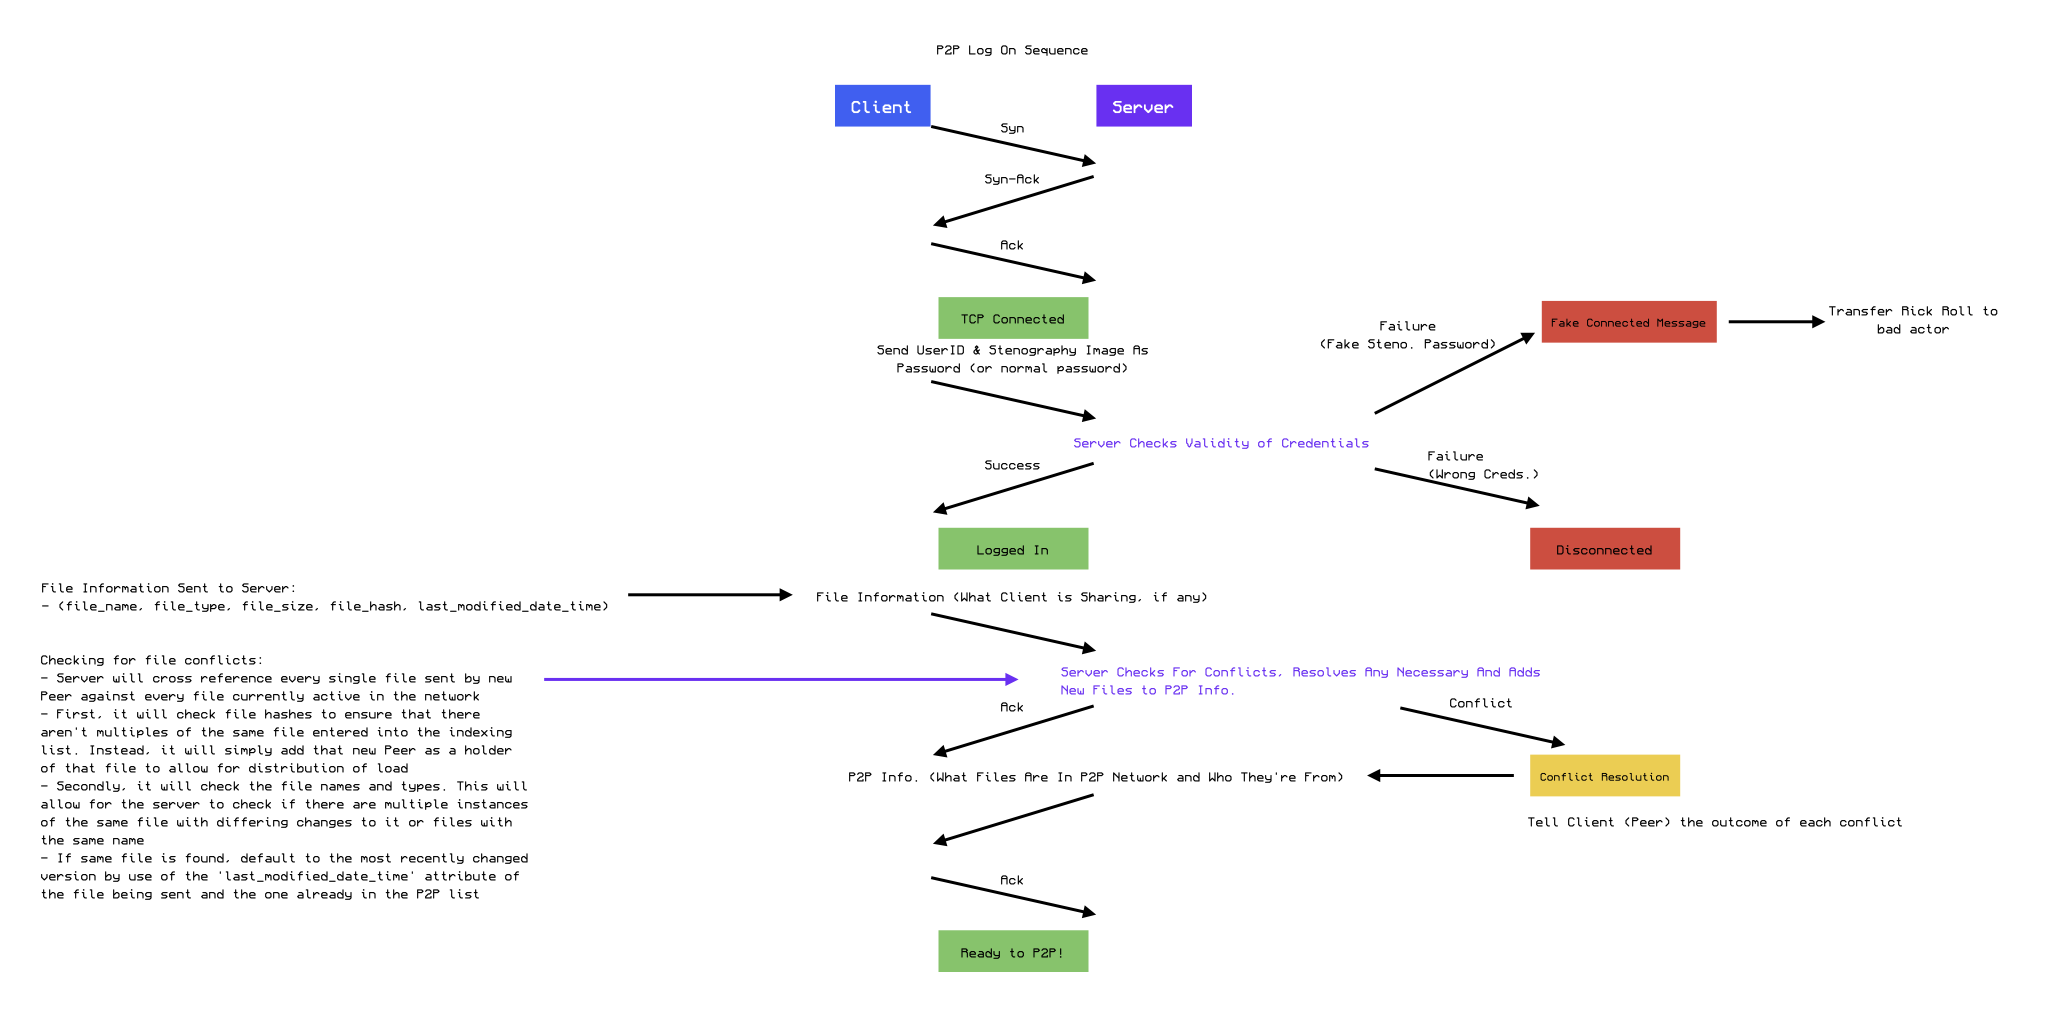 P2P Log On Sequence
Client
Server
Syn
Syn-Ack
Ack
TCP Connected
Send UserID & Stenography Image As
Password (or normal password)
Failure
(Fake Steno. Password)
Fake Connected Message
Transfer Rick Roll to
bad actor
Server Checks Validity of Credentials
Success
Failure
(Wrong Creds.)
Logged In
Disconnected
File Information Sent to Server:
- (file_name, file_type, file_size, file_hash, last_modified_date_time)
File Information (What Client is Sharing, if any)
Checking for file conflicts:
- Server will cross reference every single file sent by new
Peer against every file currently active in the network
- First, it will check file hashes to ensure that there
aren't multiples of the same file entered into the indexing
list. Instead, it will simply add that new Peer as a holder
of that file to allow for distribution of load
- Secondly, it will check the file names and types. This will
allow for the server to check if there are multiple instances
of the same file with differing changes to it or files with
the same name
- If same file is found, default to the most recently changed
version by use of the 'last_modified_date_time' attribute of
the file being sent and the one already in the P2P list
Server Checks For Conflicts, Resolves Any Necessary And Adds
New Files to P2P Info.
Ack
Conflict
P2P Info. (What Files Are In P2P Network and Who They're From)
Conflict Resolution
Tell Client (Peer) the outcome of each conflict
Ack
Ready to P2P!